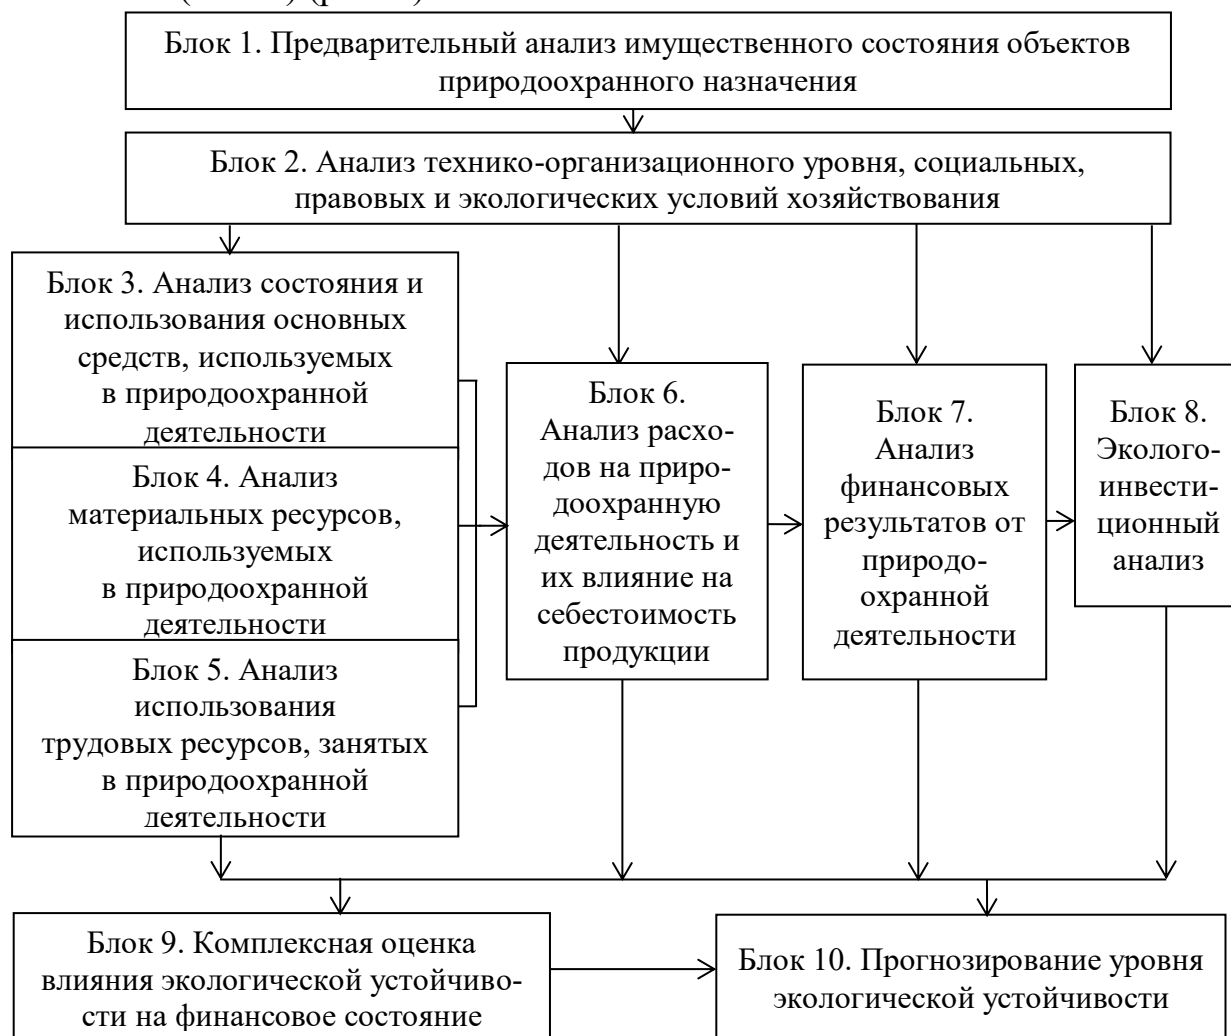 Блок 1. Предварительный анализ имущественного состояния объектов
природоохранного назначения
Блок 2. Анализ технико-организационного уровня, социальных,
правовых и экологических условий хозяйствования
Блок 3. Анализ состояния и
использования основных
средств, используемых
в природоохранной
деятельности
Блок 4. Анализ
материальных ресурсов,
используемых
в природоохранной
деятельности
Блок 5. Анализ
использования
трудовых ресурсов, занятых
в природоохранной
деятельности
Блок 6.
Анализ расхо-
дов на приро-
доохранную
деятельность и
их влияние на
себестоимость
продукции
Блок 7.
Анализ
финансовых
результатов от
природо-
охранной
деятельности
Блок 8.
Эколого-
инвести-
ционный
анализ
Блок 9. Комплексная оценка
влияния экологической устойчиво-
сти на финансовое состояние
Блок 10. Прогнозирование уровня
экологической устойчивости